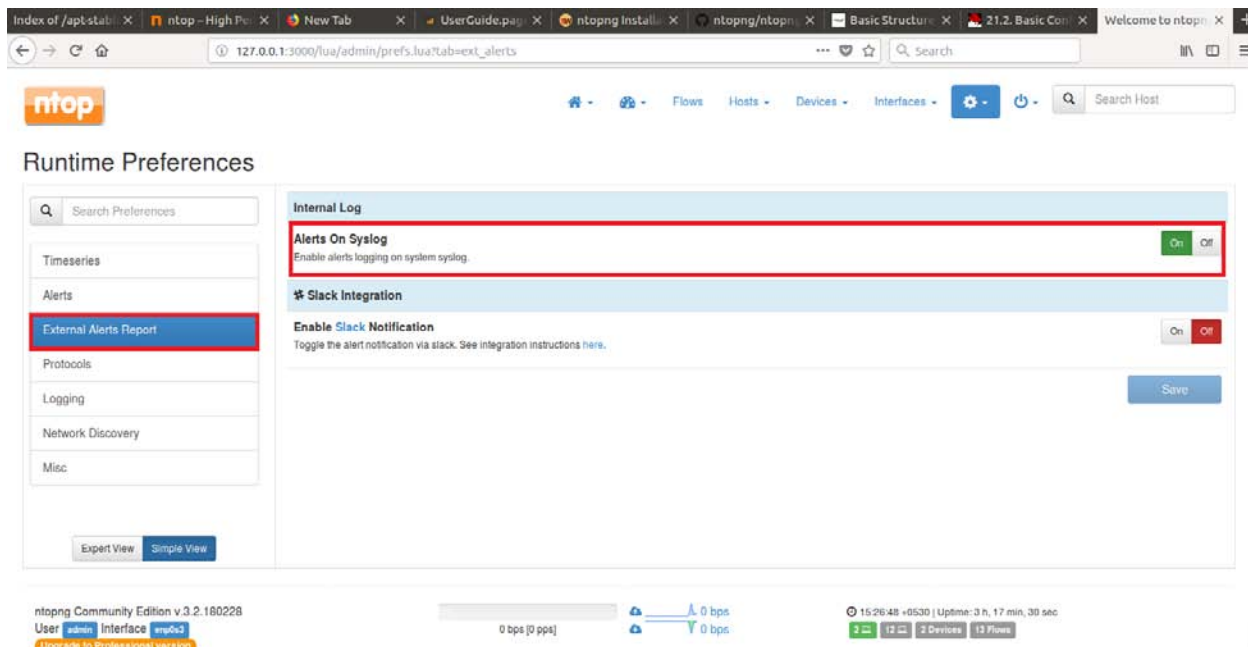 Index of /apt-stabl
ntop – High Pe
New Tab
UserGuide.pag
ntopng Install
ntopng/ntopn
Basic Structur
21.2. Basic Con
Welcome to ntopn
127.0.0.1:3000/lua/admin/prefs.lua?tab=ext_alerts
Search
ntop
Flows
Hosts
Devices
Interfaces
Search Host
Runtime Preferences
Search Preferences
Timeseries
Alerts
External Alerts Report
Protocols
Logging
Network Discovery
Misc
Expert View
Simple View
Internal Log
Alerts On Syslog
On Off
Enable alerts logging on system syslog.
Slack Integration
Enable Slack Notification
On Off
Toggle the alert notification via slack. See integration instructions here.
Save
ntopng Community Edition v.3.2.180228
User admin Interface enp0s3
Upgrade to Professional version
0 bps [0 pps]
0 bps
0 bps
15:26:48 +0530 | Uptime: 3 h, 17 min, 30 sec
3 12 2 Devices 13 Flows